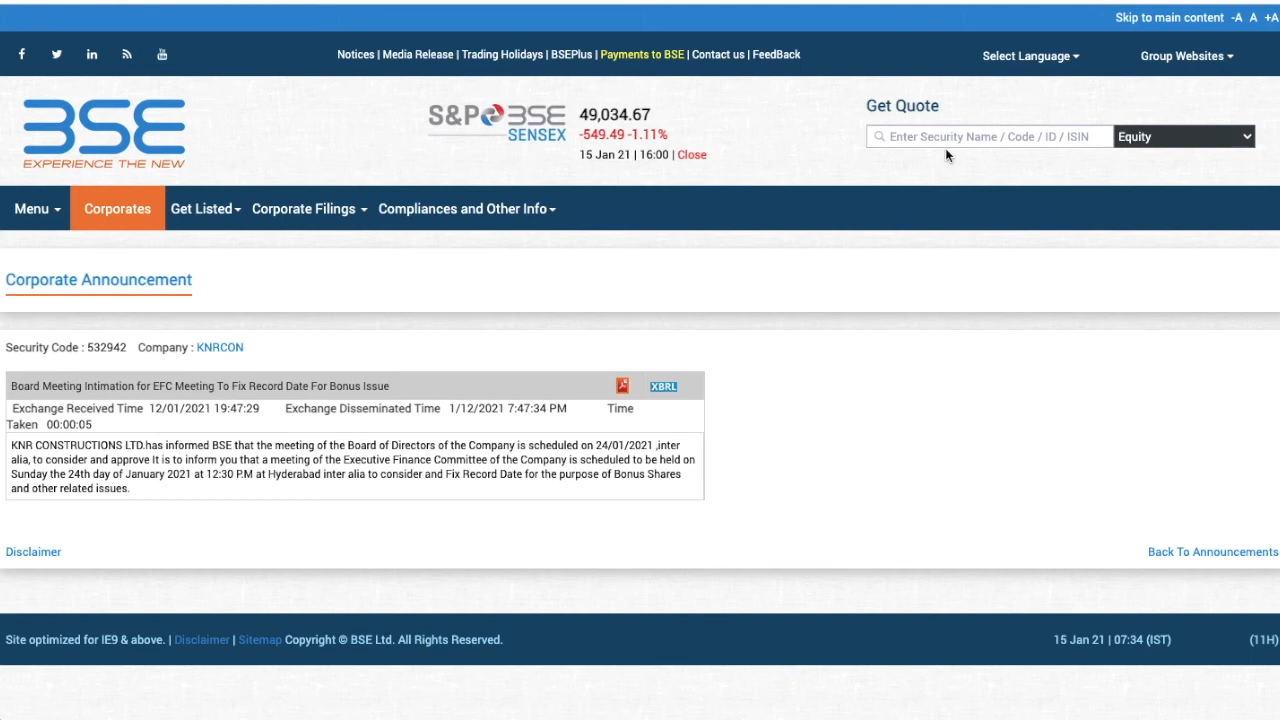 Skip to main content -A A +A
Notices | Media Release | Trading Holidays | BSEPlus | Payments to BSE | Contact us | FeedBack
Select Language
Group Websites
You
BSE
EXPERIENCE THE NEW
S&P BSE
SENSEX
49,034.67
-549.49 -1.11%
15 Jan 21 | 16:00 | Close
Get Quote
Enter Security Name / Code / ID / ISIN
Equity
Menu
Corporates
Get Listed
Corporate Filings
Compliances and Other Info
Corporate Announcement
Security Code : 532942 Company : KNRCON
Board Meeting Intimation for EFC Meeting To Fix Record Date For Bonus Issue
XBRL
Exchange Received Time 12/01/2021 19:47:29 Exchange Disseminated Time 1/12/2021 7:47:34 PM Time
Taken 00:00:05
KNR CONSTRUCTIONS LTD.has informed BSE that the meeting of the Board of Directors of the Company is scheduled on 24/01/2021 ,inter
alia, to consider and approve It is to inform you that a meeting of the Executive Finance Committee of the Company is scheduled to be held on
Sunday the 24th day of January 2021 at 12:30 P.M at Hyderabad inter alia to consider and Fix Record Date for the purpose of Bonus Shares
and other related issues.
Disclaimer
Back To Announcements
Site optimized for IE9 & above. | Disclaimer | Sitemap Copyright © BSE Ltd. All Rights Reserved.
15 Jan 21 | 07:34 (IST)
(11H)